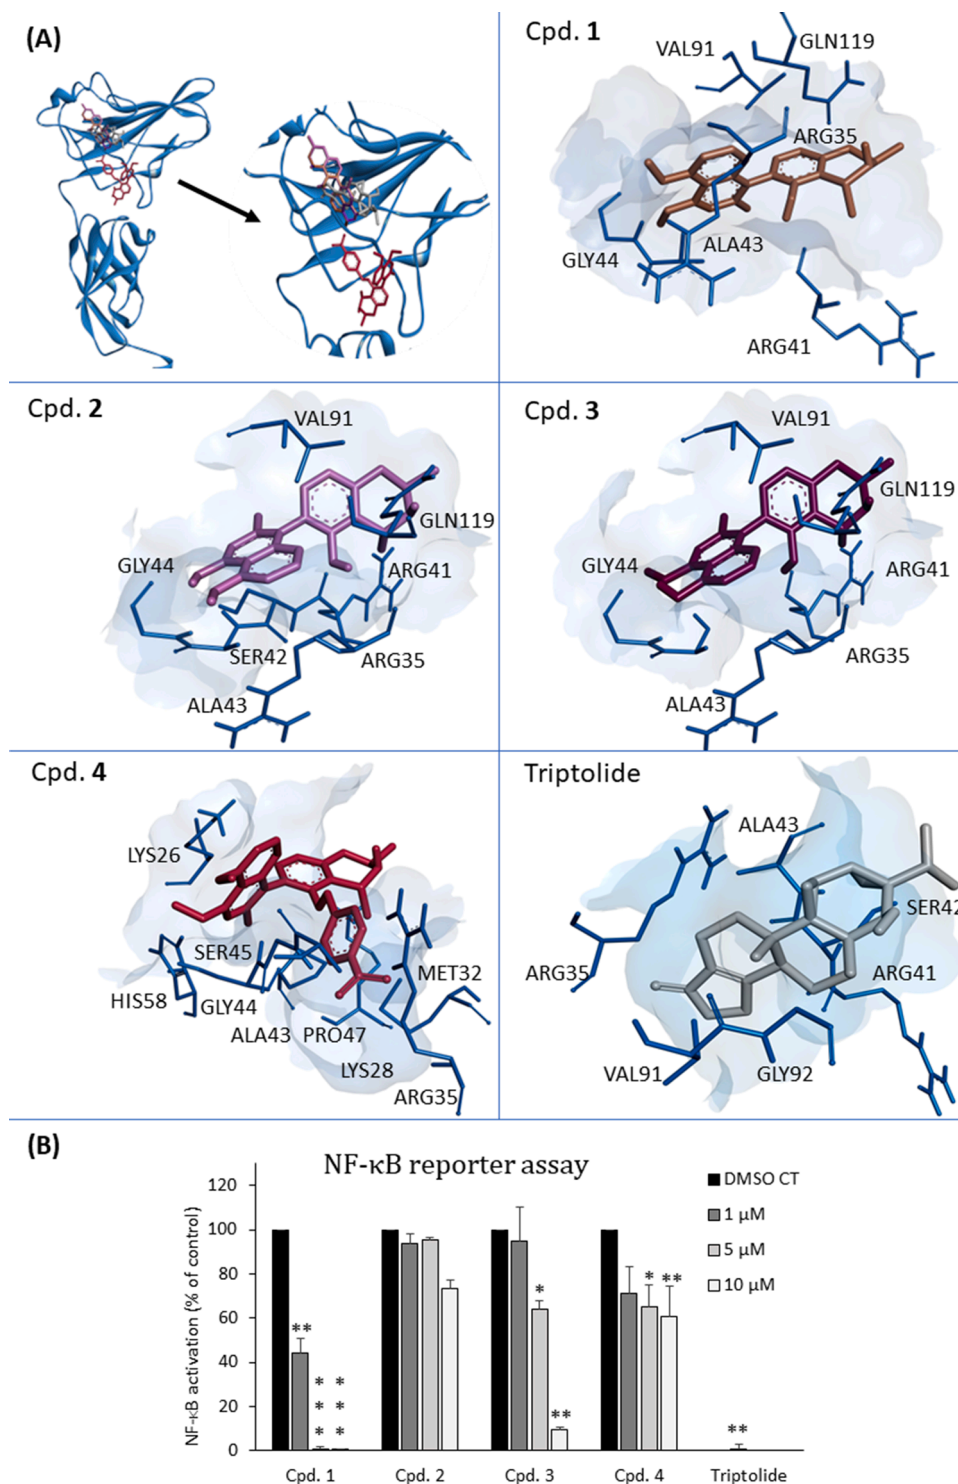 (A)
Cpd. 1
VAL91
GLN119
ARG35
GLY44
ALA43
ARG41
Cpd. 2
VAL91
GLN119
GLY44
ARG41
SER42
ARG35
ALA43
Cpd. 3
VAL91
GLN119
GLY44
ARG41
ARG35
ALA43
Cpd. 4
LYS26
SER45
MET32
HIS58
GLY44
ALA43
PRO47
LYS28
ARG35
Triptolide
ALA43
SER42
ARG35
ARG41
VAL91
GLY92
(B)
NF-κB reporter assay
NF-κB activation (% of control)
120
100
80
60
40
20
0
**
***
***
*
**
*
**
**
DMSO CT
1 µM
5 µM
10 µM
Cpd. 1
Cpd. 2
Cpd. 3
Cpd. 4
Triptolide